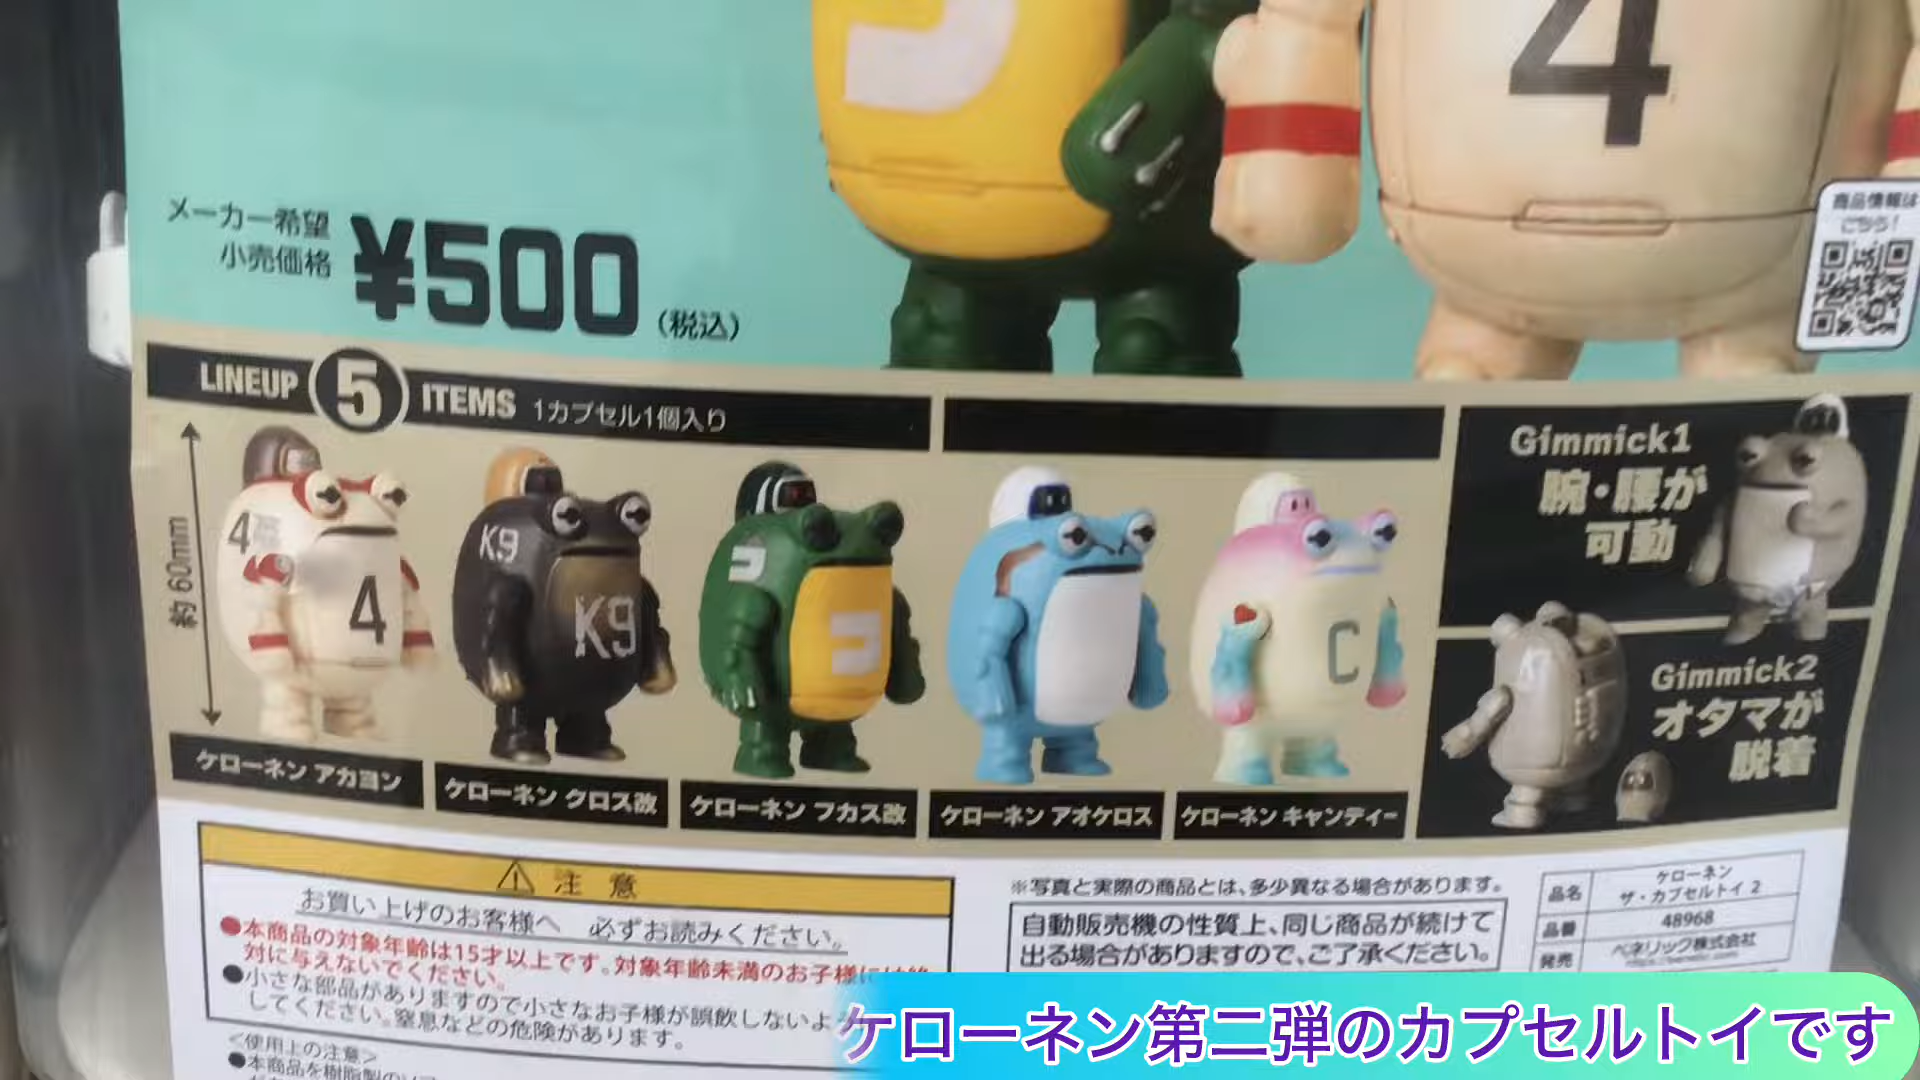 コ
4
メーカー希望
小売価格
¥500
(税込)
商品情報は
こちら!
LINEUP 5 ITEMS 1カプセル1個入り
約60mm
4
4
K9
K9
コ
コ
C
ケローネン アカヨン
ケローネン クロス改
ケローネン フカス改
ケローネン アオケロス
ケローネン キャンディー
Gimmick1
腕・腰が
可動
Gimmick2
オタマが
脱着
注 意
お買い上げのお客様へ 必ずお読みください。
●本商品の対象年齢は15才以上です。対象年齢未満のお子様には絶
対に与えないでください。
●小さな部品がありますので小さなお子様が誤飲しないよう
してください。窒息などの危険があります。
<使用上の注意>
●本商品を樹脂製の
※写真と実際の商品とは、多少異なる場合があります。
自動販売機の性質上、同じ商品が続けて
出る場合がありますので、ご了承ください。
品名 ケローネン
ザ・カプセルトイ 2
品番 48968
発売 ベネリック株式会社
ケローネン第二弾のカプセルトイです